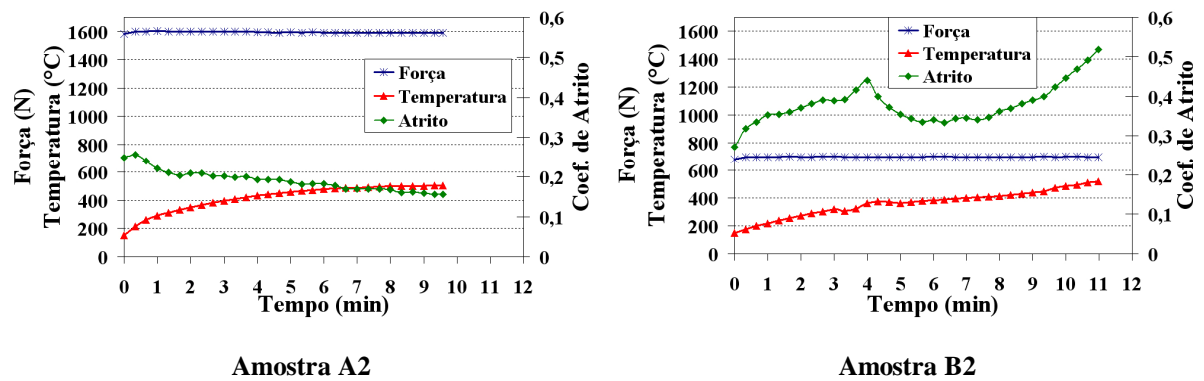 Força (N)
Temperatura (°C)
1600
1400
1200
1000
800
600
400
200
0
0,6
0,5
0,4
0,3
0,2
0,1
0
Coef. de Atrito
Força
Temperatura
Atrito
0 1 2 3 4 5 6 7 8 9 10 11 12
Tempo (min)
Amostra A2
Força (N)
Temperatura (°C)
1600
1400
1200
1000
800
600
400
200
0
0,6
0,5
0,4
0,3
0,2
0,1
0
Coef. de Atrito
Força
Temperatura
Atrito
0 1 2 3 4 5 6 7 8 9 10 11 12
Tempo (min)
Amostra B2